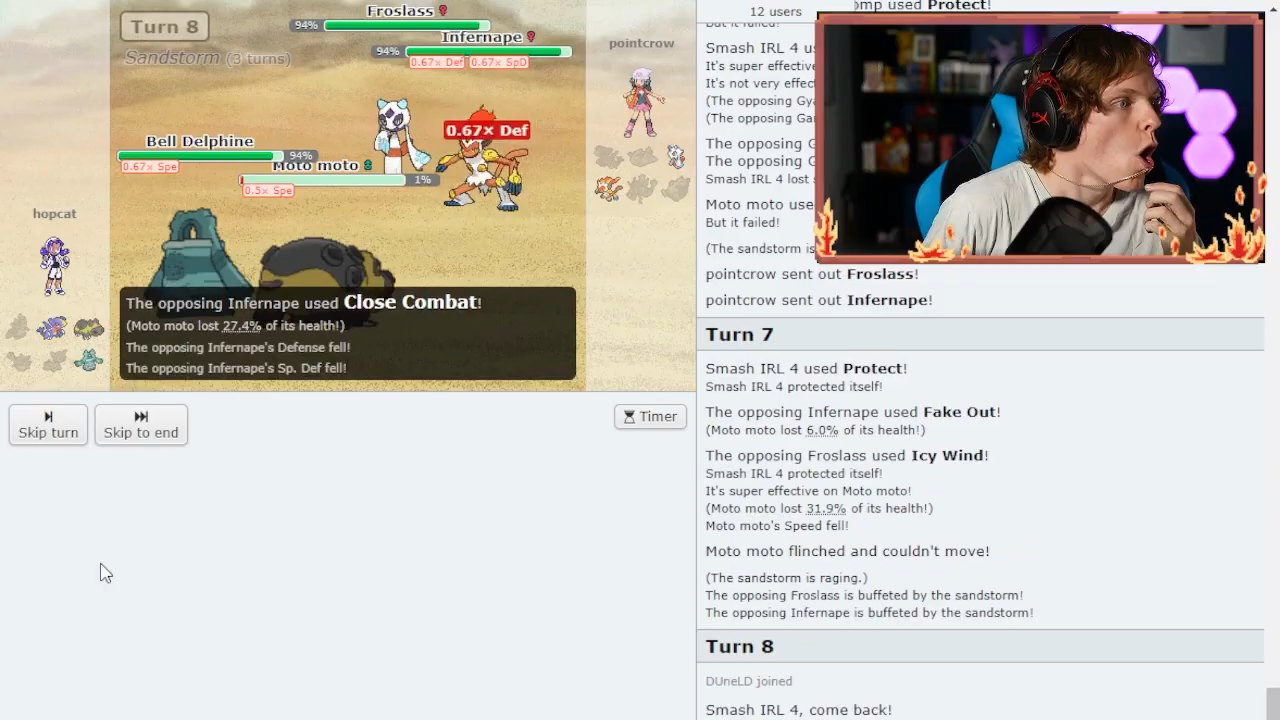 Turn 8
Sandstorm (3 turns)
Froslass
94%
Infernape
94%
0.67× Def 0.67× SpD
pointcrow
0.67× Def
Bell Delphine
94%
0.67× Spe
Moto moto
1%
0.5× Spe
hopcat
The opposing Infernape used Close Combat!
(Moto moto lost 27.4% of its health!)
The opposing Infernape's Defense fell!
The opposing Infernape's Sp. Def fell!
Skip turn
Skip to end
Timer
12 users
used Protect!
But it failed!
Smash IRL 4
It's super effective
It's not very
(The opposing
(The opposing
The opposing
The opposing
Smash IRL 4 lost
Moto moto
But it failed!
(The sandstorm is
pointcrow sent out Froslass!
pointcrow sent out Infernape!
Turn 7
Smash IRL 4 used Protect!
Smash IRL 4 protected itself!
The opposing Infernape used Fake Out!
(Moto moto lost 6.0% of its health!)
The opposing Froslass used Icy Wind!
Smash IRL 4 protected itself!
It's super effective on Moto moto!
(Moto moto lost 31.9% of its health!)
Moto moto's Speed fell!
Moto moto flinched and couldn't move!
(The sandstorm is raging.)
The opposing Froslass is buffeted by the sandstorm!
The opposing Infernape is buffeted by the sandstorm!
Turn 8
DUneLD joined
Smash IRL 4, come back!